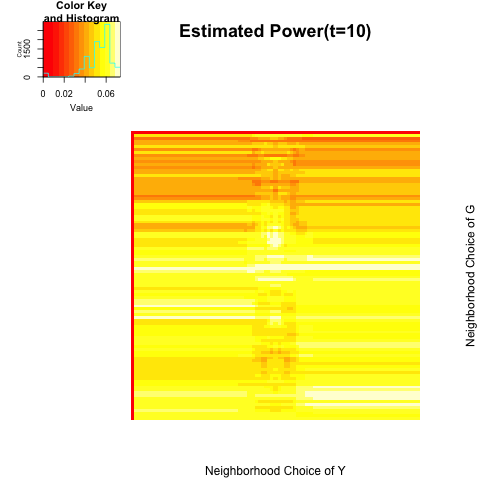 Color Key
and Histogram
Estimated Power(t=10)
Count
0
1500
0
0.02
0.06
Value
Neighborhood Choice of G
Neighborhood Choice of Y